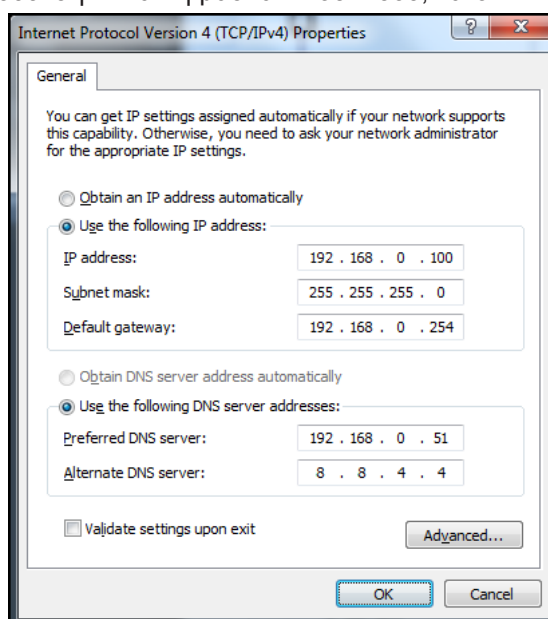 Internet Protocol Version 4 (TCP/IPv4) Properties
General
You can get IP settings assigned automatically if your network supports
this capability. Otherwise, you need to ask your network administrator
for the appropriate IP settings.
Obtain an IP address automatically
Use the following IP address:
IP address: 192 . 168 . 0 . 100
Subnet mask: 255 . 255 . 255 . 0
Default gateway: 192 . 168 . 0 . 254
Obtain DNS server address automatically
Use the following DNS server addresses:
Preferred DNS server: 192 . 168 . 0 . 51
Alternate DNS server: 8 . 8 . 4 . 4
Validate settings upon exit
Advanced...
OK Cancel